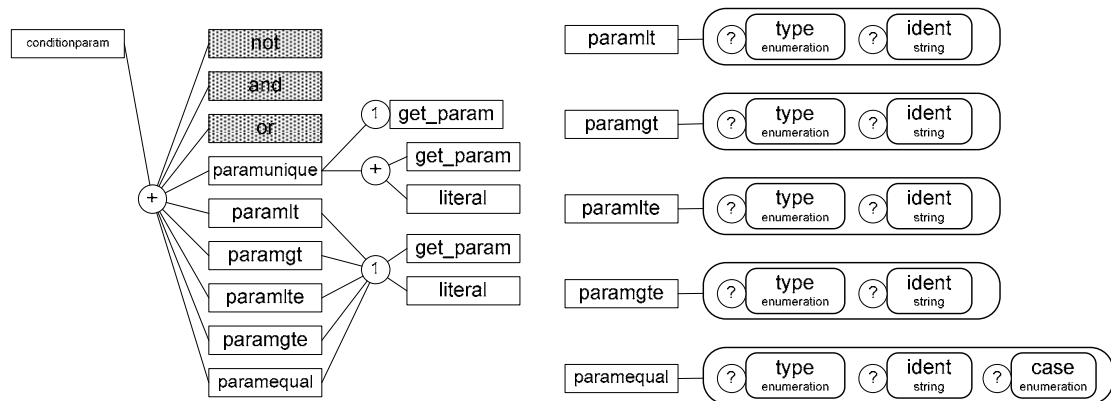 conditionparam
not
and
or
paramunique
paramlt
paramgt
paramlte
paramgte
paramequal
+
1 get_param
+
get_param
literal
1
get_param
literal
paramlt
? type
enumeration
? ident
string
paramgt
? type
enumeration
? ident
string
paramlte
? type
enumeration
? ident
string
paramgte
? type
enumeration
? ident
string
paramequal
? type
enumeration
? ident
string
? case
enumeration